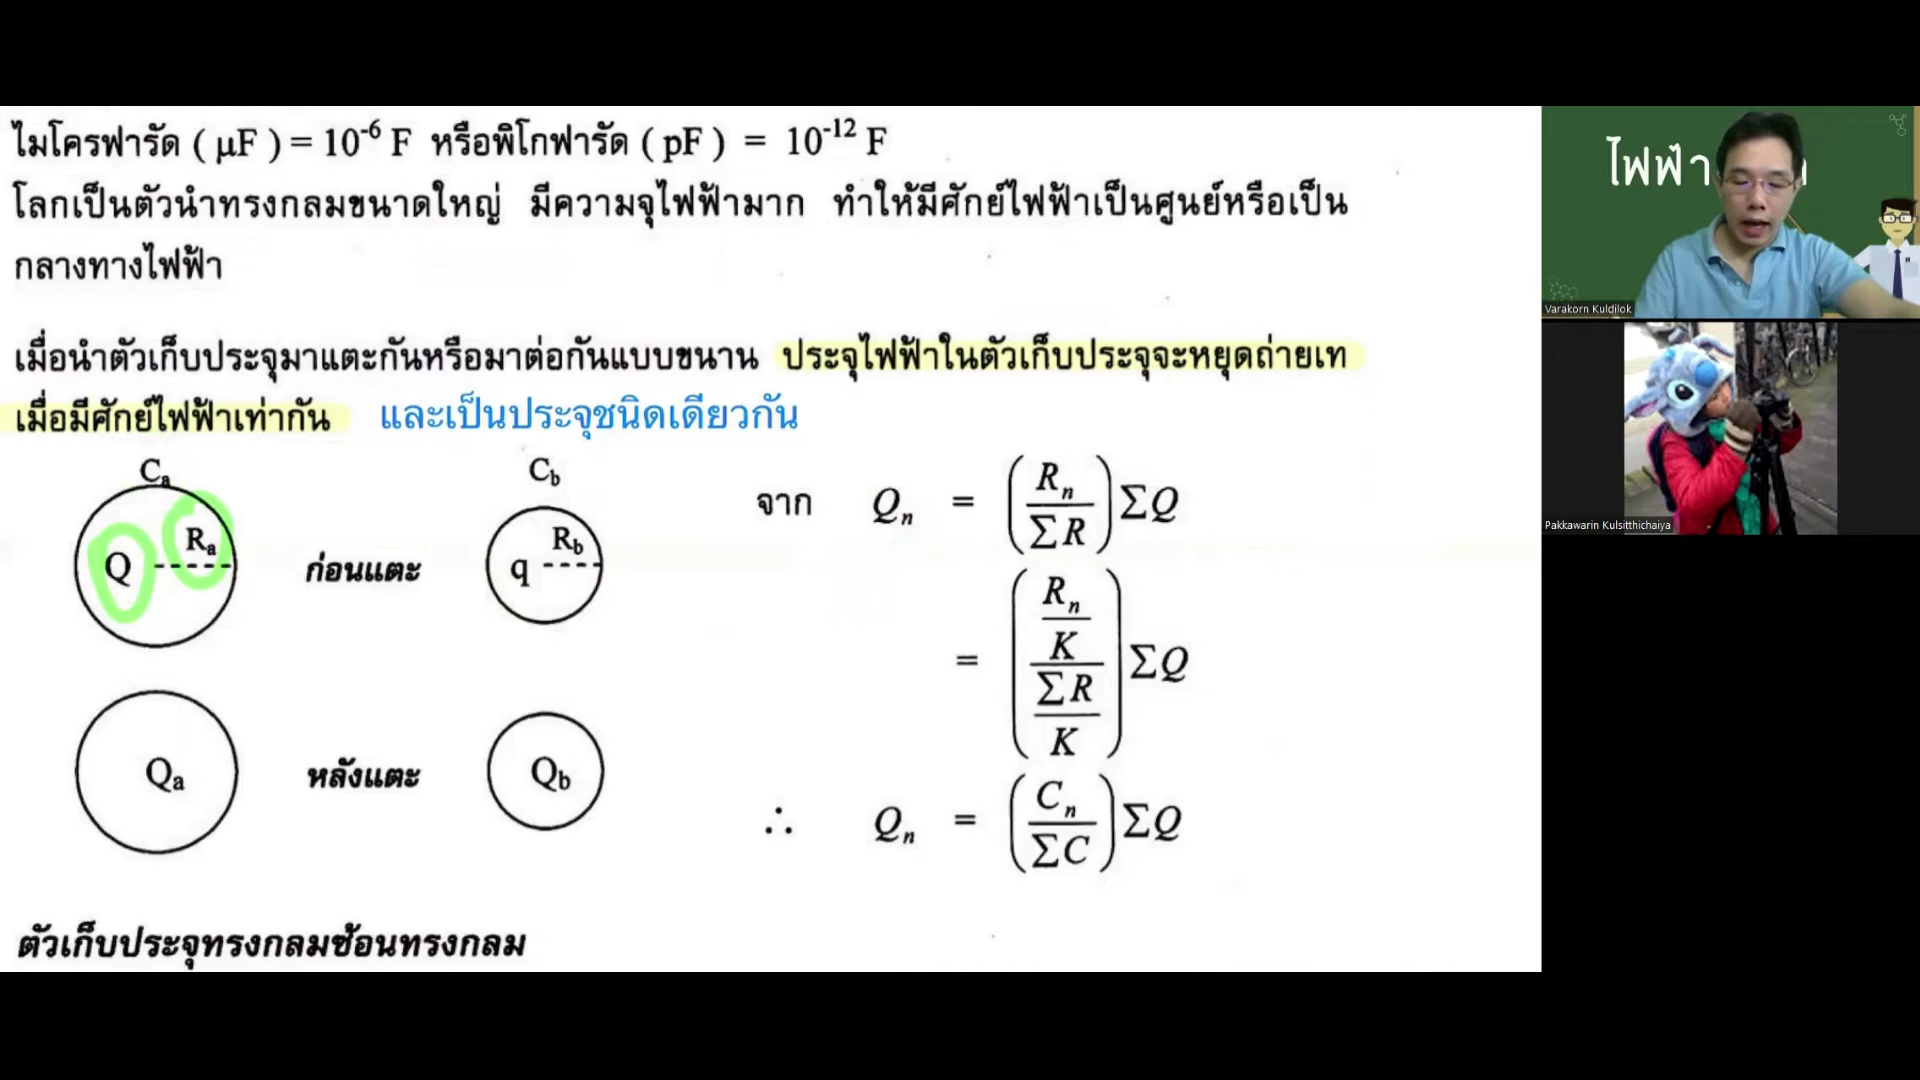 ไมโครฟารัด ( μF ) = 10⁻⁶ F หรือพิโกฟารัด ( pF ) = 10⁻¹² F
โลกเป็นตัวนำทรงกลมขนาดใหญ่ มีความจุไฟฟ้ามาก ทำให้มีศักย์ไฟฟ้าเป็นศูนย์หรือเป็น
กลางทางไฟฟ้า
เมื่อนำตัวเก็บประจุมาแตะกันหรือมาต่อกันแบบขนาน ประจุไฟฟ้าในตัวเก็บประจุจะหยุดถ่ายเท
เมื่อมีศักย์ไฟฟ้าเท่ากัน และเป็นประจุชนิดเดียวกัน
Cₐ
Q Rₐ
ก่อนแตะ
C_b
q R_b
Qₐ
หลังแตะ
Q_b
จาก Qₙ = (Rₙ / ΣR) ΣQ
= ((Rₙ / K) / (ΣR / K)) ΣQ
∴ Qₙ = (Cₙ / ΣC) ΣQ
ตัวเก็บประจุทรงกลมซ้อนทรงกลม
ไฟฟ้า
Varakorn Kuldilok
Pakkawarin Kulsitthichaiya